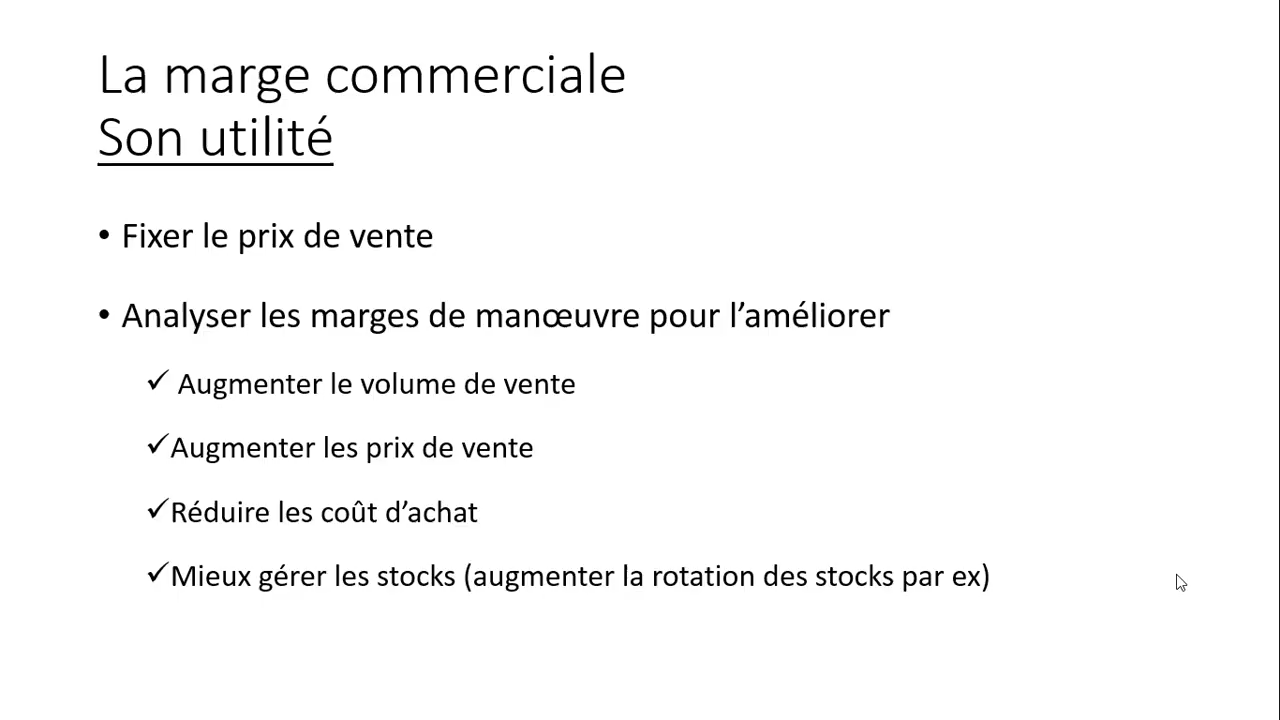 La marge commerciale
Son utilité
• Fixer le prix de vente
• Analyser les marges de manœuvre pour l’améliorer
✓ Augmenter le volume de vente
✓Augmenter les prix de vente
✓Réduire les coût d’achat
✓Mieux gérer les stocks (augmenter la rotation des stocks par ex)